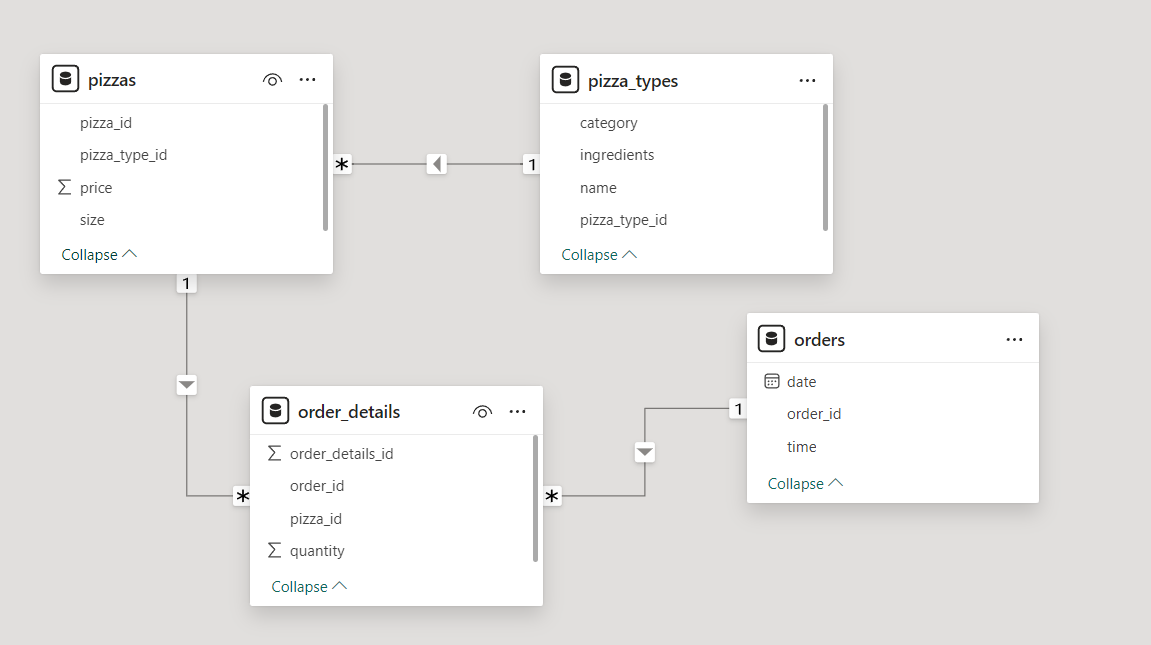 pizzas
pizza_id
pizza_type_id
price
size
Collapse
pizza_types
category
ingredients
name
pizza_type_id
Collapse
* 1
1
orders
date
order_id
time
Collapse
1
order_details
order_details_id
order_id
pizza_id
quantity
Collapse
* *